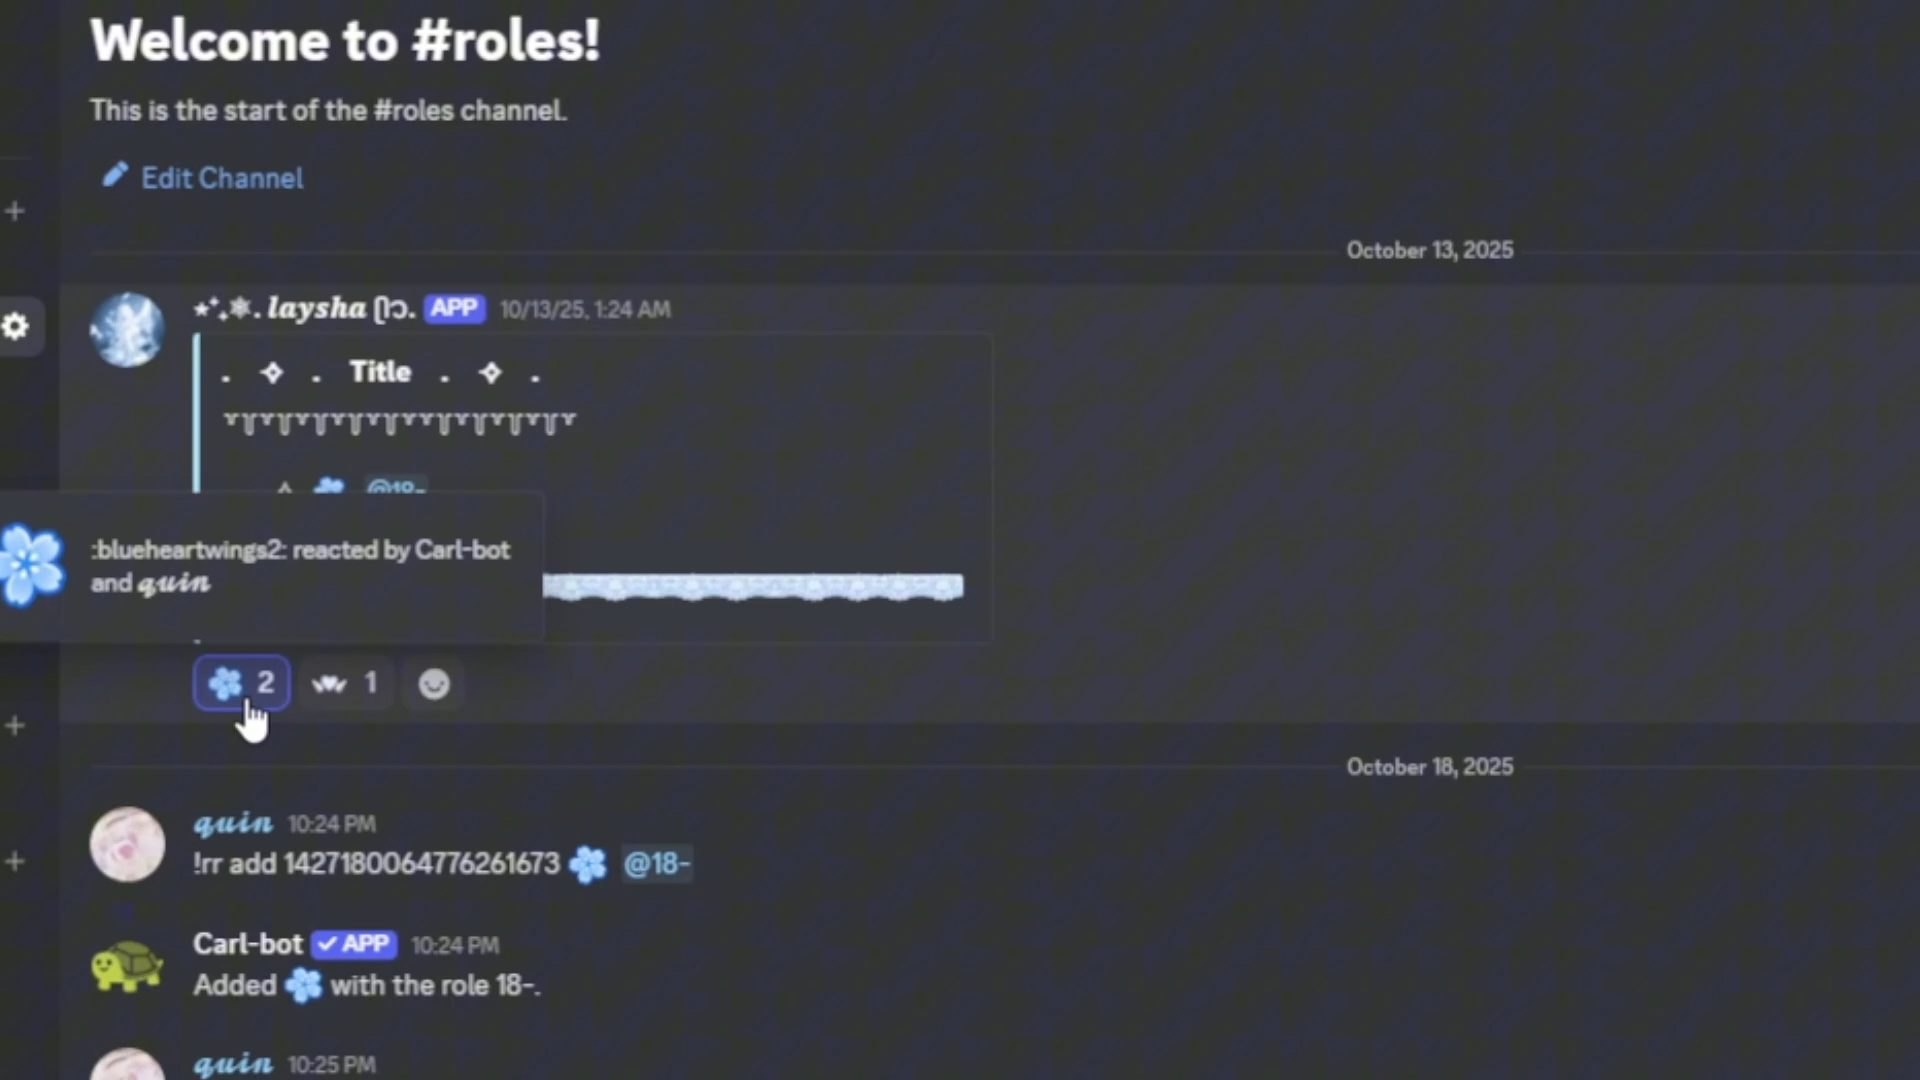 Welcome to #roles!
This is the start of the #roles channel.
Edit Channel
October 13, 2025
laysha APP 10/13/25, 1:24 AM
. ⟡ . Title . ⟡ .
@18-
:blueheartwings2: reacted by Carl-bot
and quin
2 1
October 18, 2025
quin 10:24 PM
!rr add 1427180064776261673 @18-
Carl-bot ✓ APP 10:24 PM
Added with the role 18-.
quin 10:25 PM